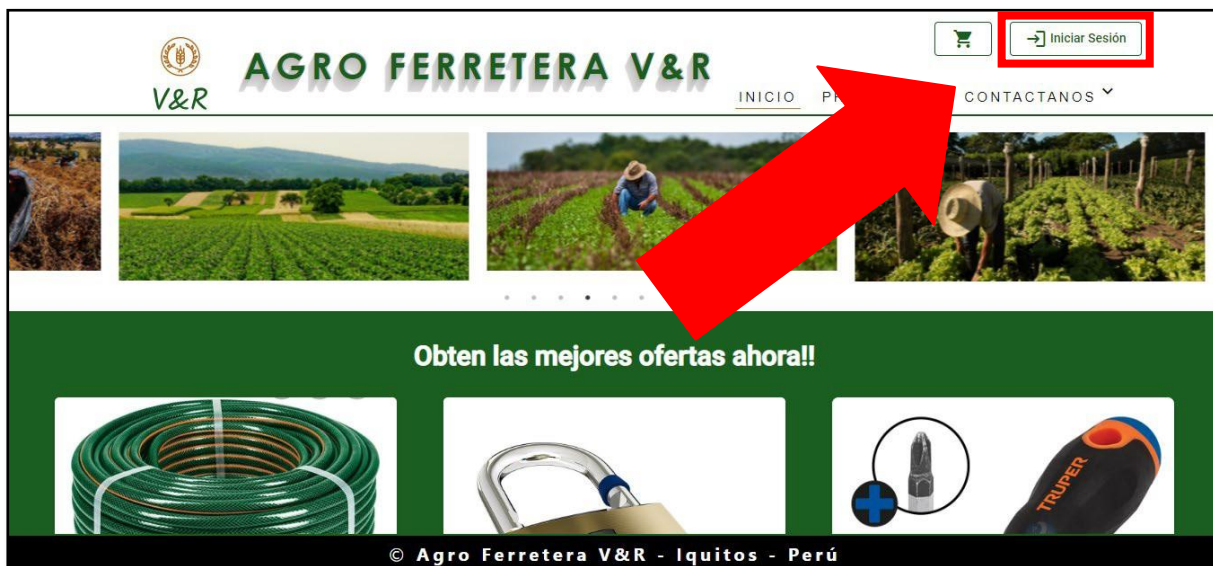 Iniciar Sesión
AGRO FERRETERA V&R
V&R
INICIO CONTACTANOS
Obten las mejores ofertas ahora!!
TRUPER
© Agro Ferretera V&R - Iquitos - Perú